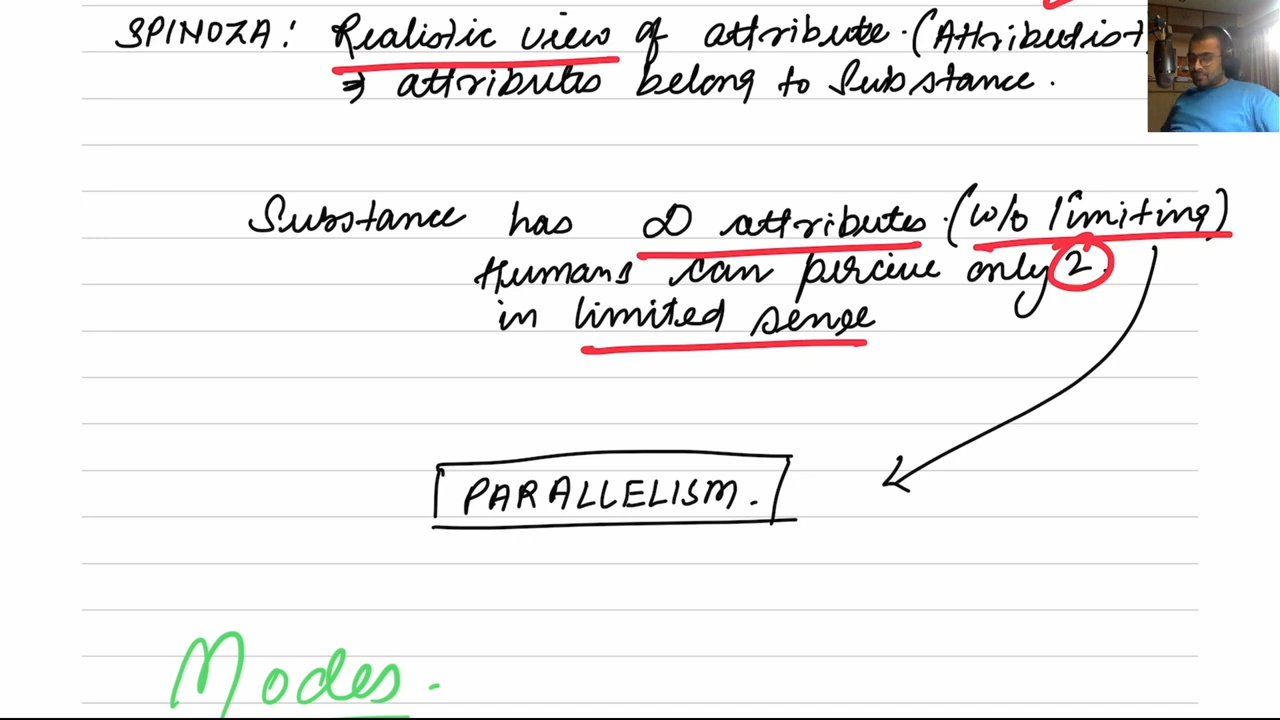 SPINOZA: Realistic view of attribute. (Attributist
⇒ attributes belong to Substance.
Substance has ∞ attributes. (w/o limiting)
Humans can percive only 2.
in limited sense
PARALLELISM.
Modes.